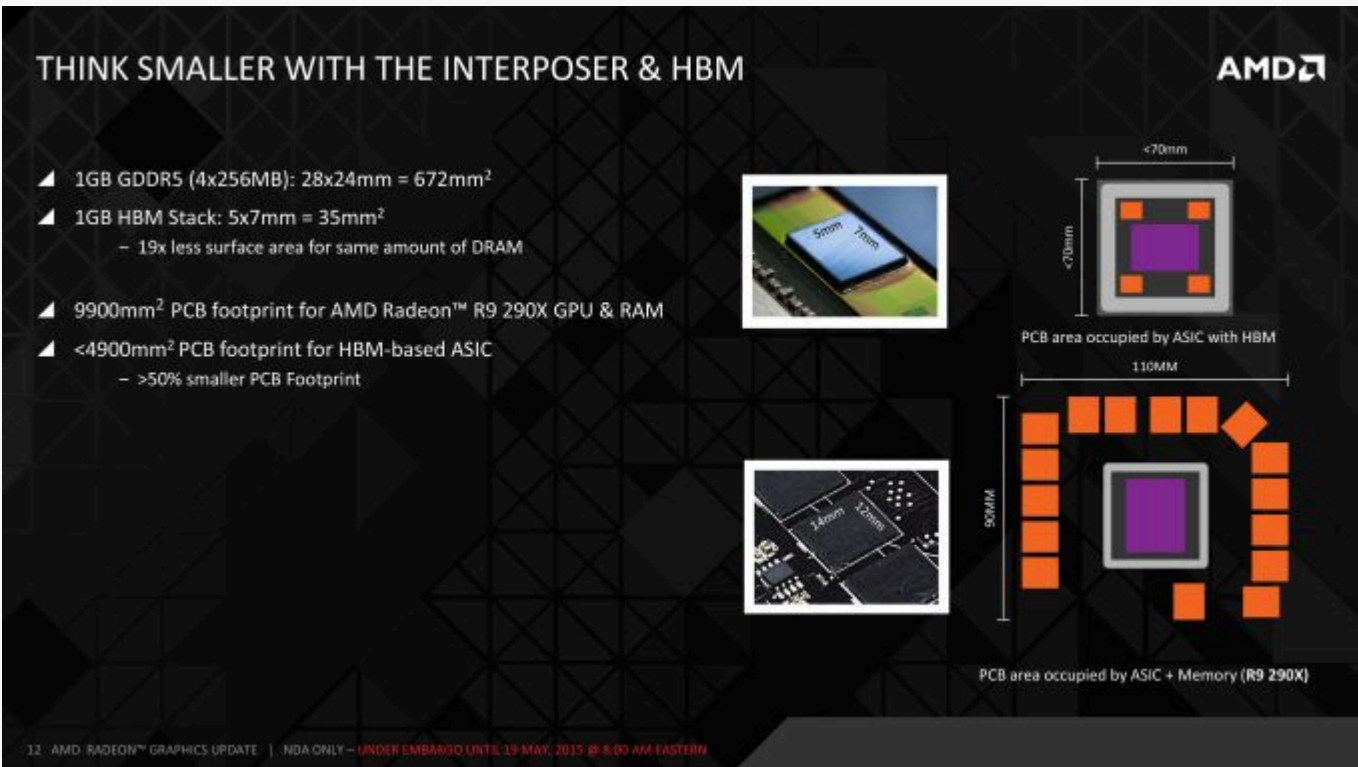 THINK SMALLER WITH THE INTERPOSER & HBM
AMD
1GB GDDR5 (4x256MB): 28x24mm = 672mm²
1GB HBM Stack: 5x7mm = 35mm²
– 19x less surface area for same amount of DRAM
9900mm² PCB footprint for AMD Radeon™ R9 290X GPU & RAM
<4900mm² PCB footprint for HBM-based ASIC
– >50% smaller PCB Footprint
5mm 7mm
<70mm
<70mm
PCB area occupied by ASIC with HBM
110MM
90MM
14mm 12mm
PCB area occupied by ASIC + Memory (R9 290X)
12 AMD RADEON™ GRAPHICS UPDATE | NDA ONLY – UNDER EMBARGO UNTIL 19 MAY, 2015 @ 8:00 AM EASTERN